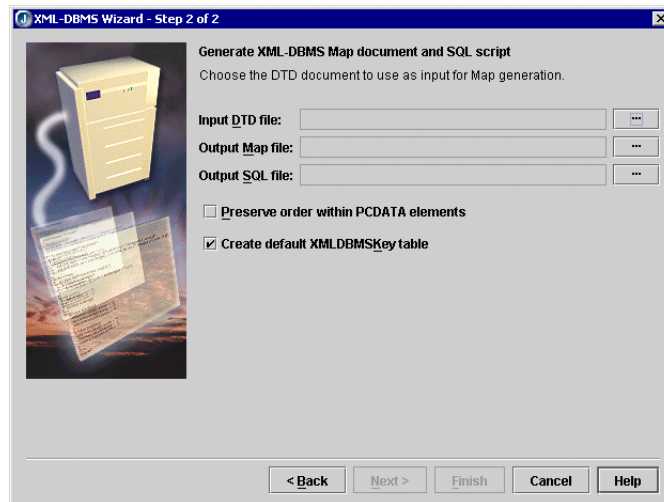 XML-DBMS Wizard - Step 2 of 2
Generate XML-DBMS Map document and SQL script
Choose the DTD document to use as input for Map generation.
Input DTD file: ...
Output Map file: ...
Output SQL file: ...
Preserve order within PCDATA elements
Create default XMLDBMSKey table
< Back Next > Finish Cancel Help